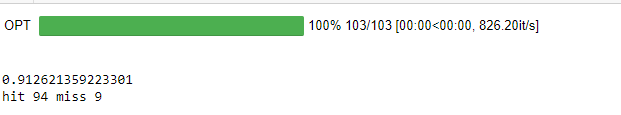 OPT 100% 103/103 [00:00<00:00, 826.20it/s]
0.912621359223301
hit 94 miss 9